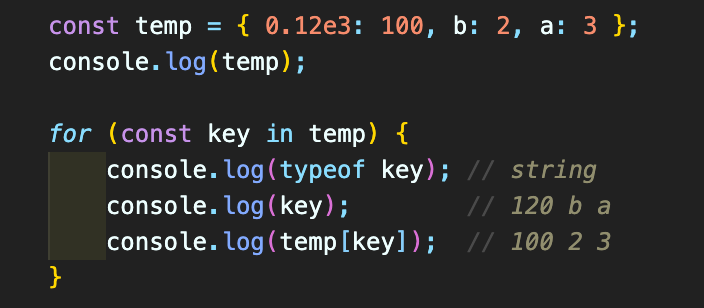 const temp = { 0.12e3: 100, b: 2, a: 3 };
console.log(temp);
for (const key in temp) {
console.log(typeof key); // string
console.log(key); // 120 b a
console.log(temp[key]); // 100 2 3
}